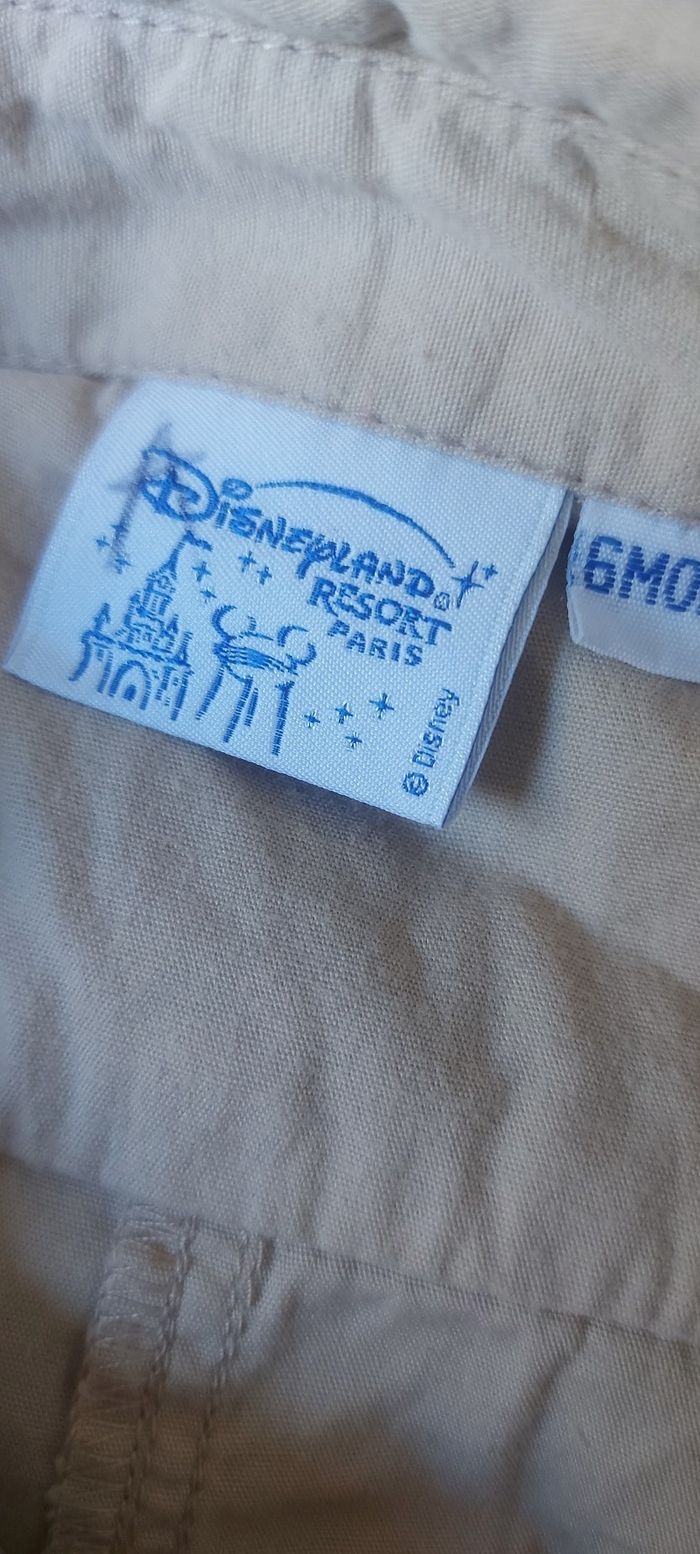 Disneyland
Resort
Paris
© Disney
6MO